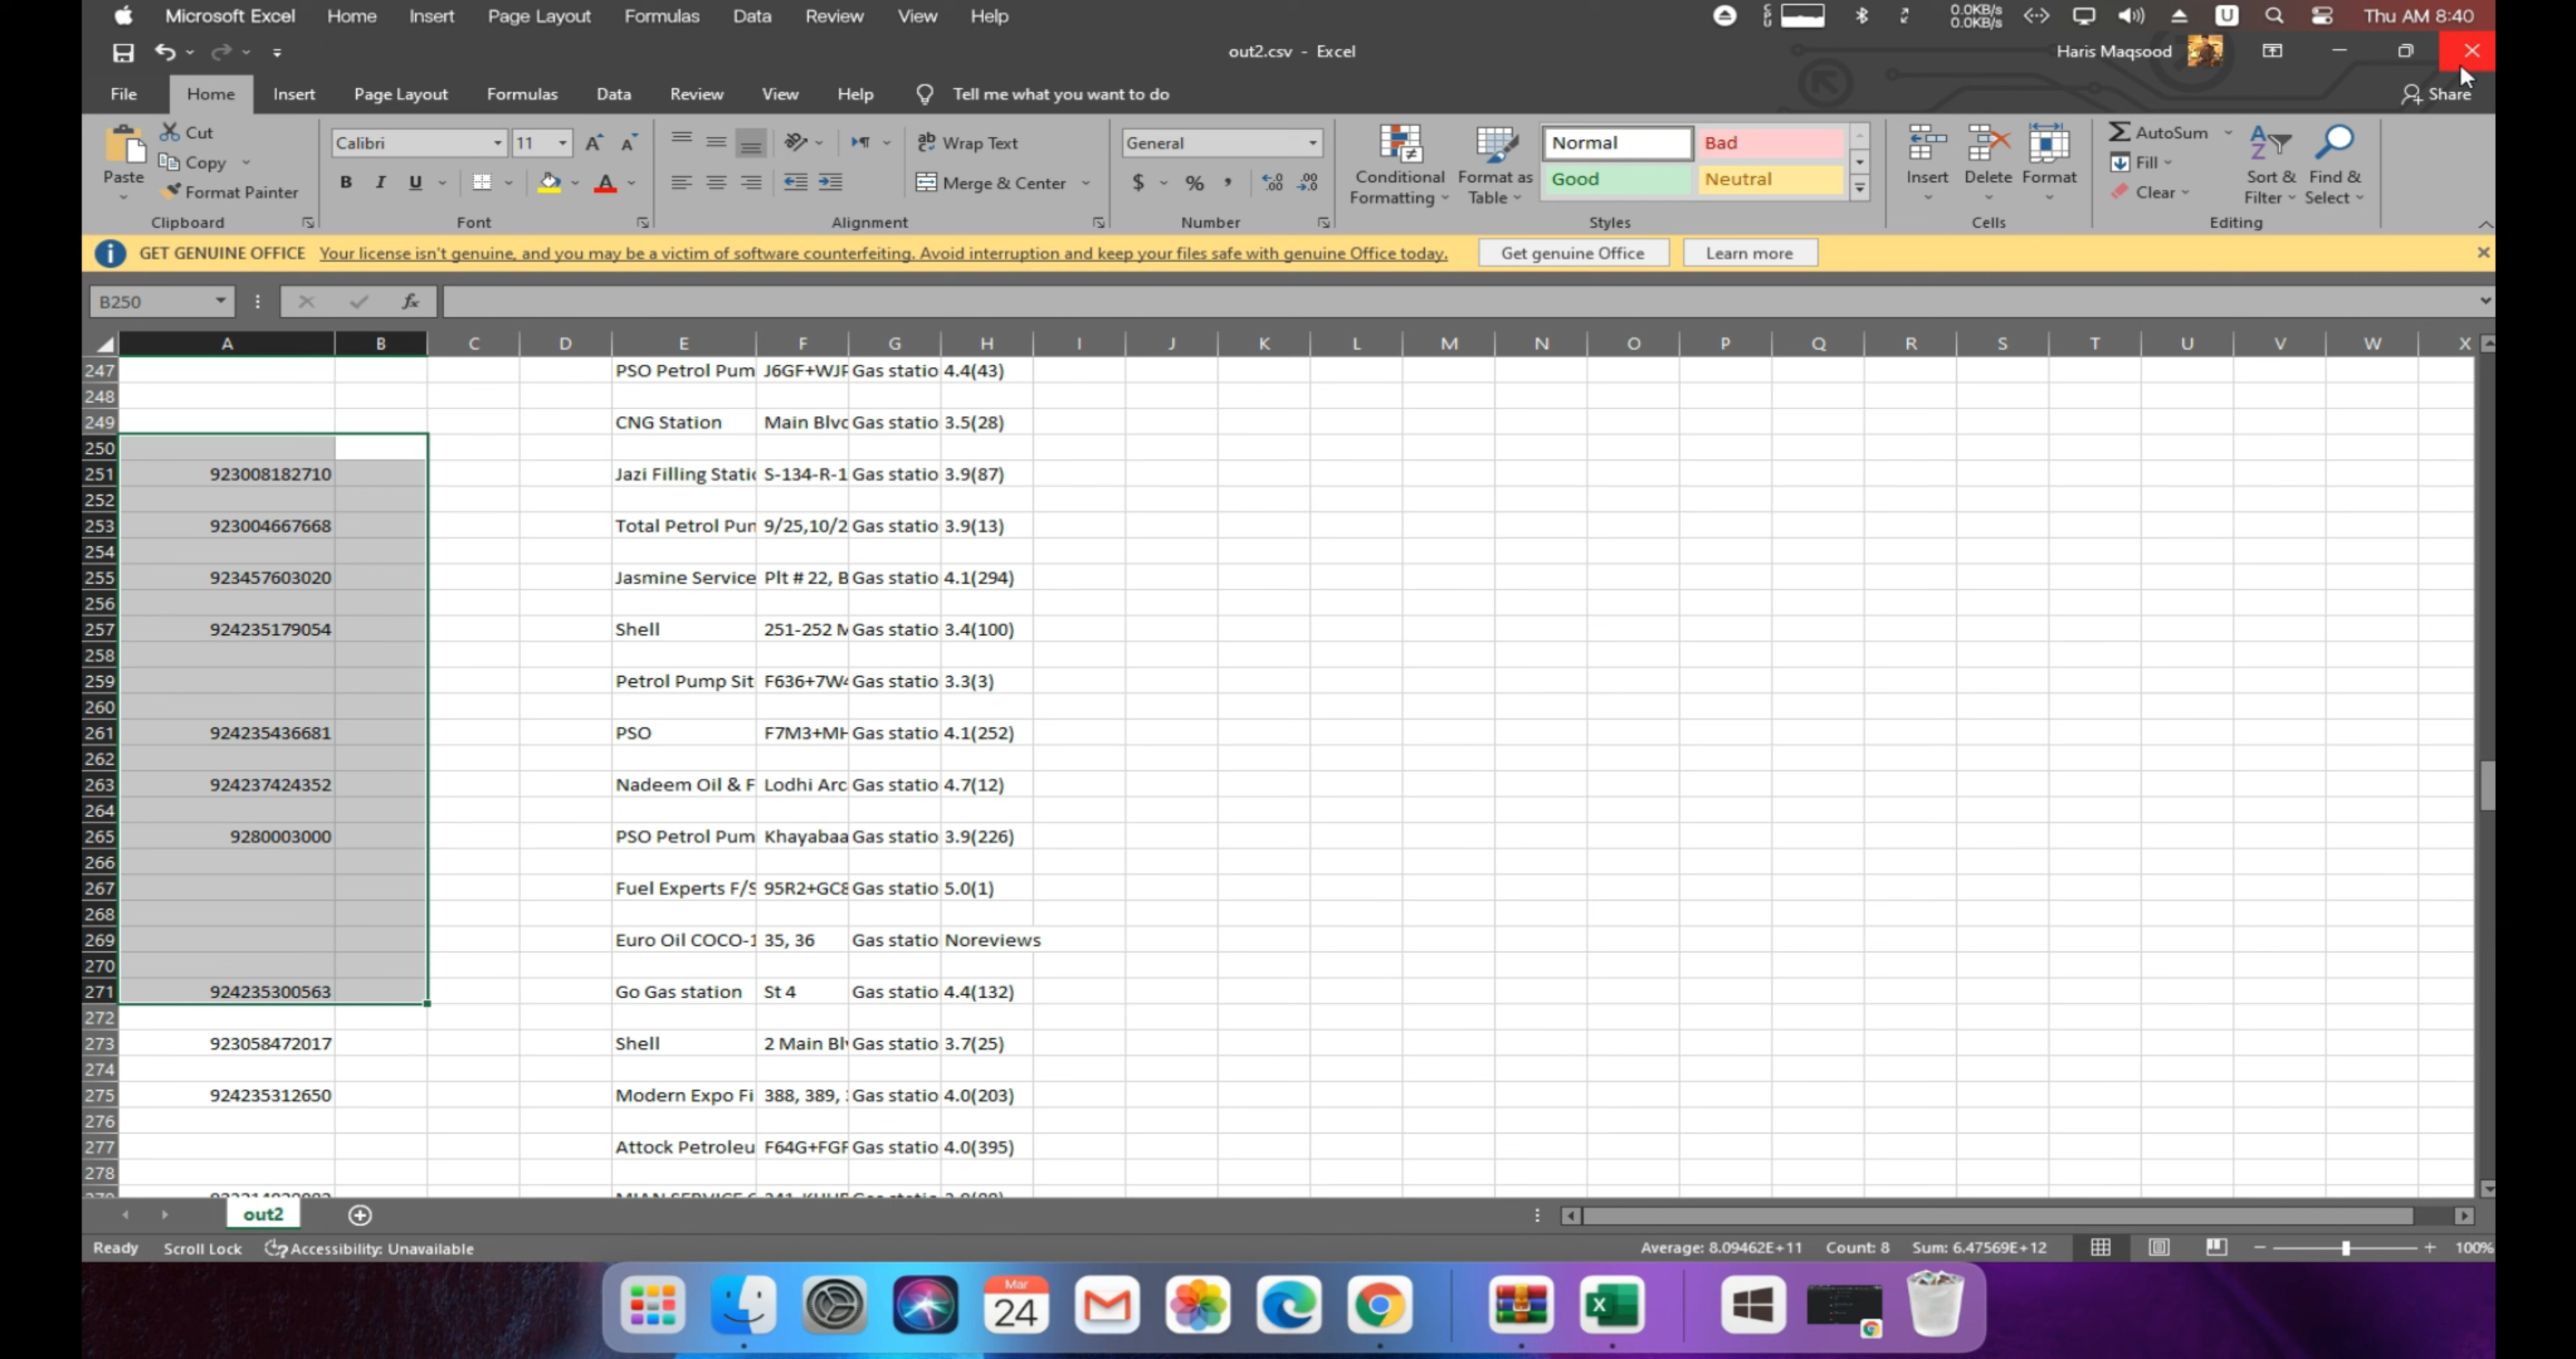 Microsoft Excel Home Insert Page Layout Formulas Data Review View Help 0.0KB/s 0.0KB/s U Thu AM 8:40
out2.csv - Excel Haris Maqsood
File Home Insert Page Layout Formulas Data Review View Help Tell me what you want to do Share
Paste Cut Copy Format Painter Clipboard
Calibri 11 B I U Font
Wrap Text Merge & Center Alignment
General $ % , Number
Conditional Formatting Format as Table Normal Bad Good Neutral Styles
Insert Delete Format Cells
AutoSum Fill Clear Sort & Filter Find & Select Editing
GET GENUINE OFFICE Your license isn't genuine, and you may be a victim of software counterfeiting. Avoid interruption and keep your files safe with genuine Office today. Get genuine Office Learn more
B250 fx
A B C D E F G H I J K L M N O P Q R S T U V W X
247 PSO Petrol Pum J6GF+WJF Gas statio 4.4(43)
248
249 CNG Station Main Blvd Gas statio 3.5(28)
250
251 923008182710 Jazi Filling Statio S-134-R-1 Gas statio 3.9(87)
252
253 923004667668 Total Petrol Pun 9/25,10/2 Gas statio 3.9(13)
254
255 923457603020 Jasmine Service Plt # 22, B Gas statio 4.1(294)
256
257 924235179054 Shell 251-252 M Gas statio 3.4(100)
258
259 Petrol Pump Sit F636+7W4 Gas statio 3.3(3)
260
261 924235436681 PSO F7M3+MH Gas statio 4.1(252)
262
263 924237424352 Nadeem Oil & F Lodhi Arc Gas statio 4.7(12)
264
265 9280003000 PSO Petrol Pum Khayabaa Gas statio 3.9(226)
266
267 Fuel Experts F/S 95R2+GC8 Gas statio 5.0(1)
268
269 Euro Oil COCO-1 35, 36 Gas statio Noreviews
270
271 924235300563 Go Gas station St 4 Gas statio 4.4(132)
272
273 923058472017 Shell 2 Main Blv Gas statio 3.7(25)
274
275 924235312650 Modern Expo Fi 388, 389, Gas statio 4.0(203)
276
277 Attock Petroleu F64G+FGF Gas statio 4.0(395)
278
out2
Ready Scroll Lock Accessibility: Unavailable Average: 8.09462E+11 Count: 8 Sum: 6.47569E+12 100%
Mar
24